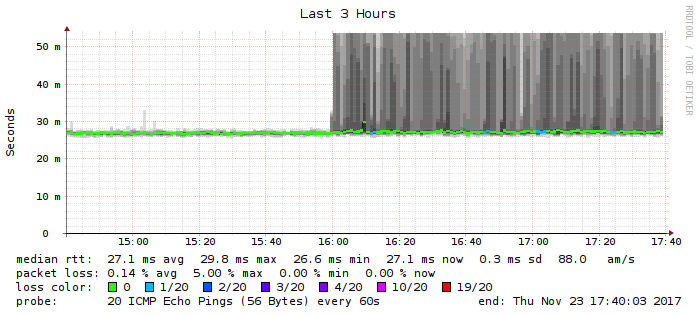 Last 3 Hours
RRDTOOL / TOBI OETIKER
Seconds
50 m
40 m
30 m
20 m
10 m
0
15:00 15:20 15:40 16:00 16:20 16:40 17:00 17:20 17:40
median rtt: 27.1 ms avg 29.8 ms max 26.6 ms min 27.1 ms now 0.3 ms sd 88.0 am/s
packet loss: 0.14 % avg 5.00 % max 0.00 % min 0.00 % now
loss color: 0 1/20 2/20 3/20 4/20 10/20 19/20
probe: 20 ICMP Echo Pings (56 Bytes) every 60s end: Thu Nov 23 17:40:03 2017